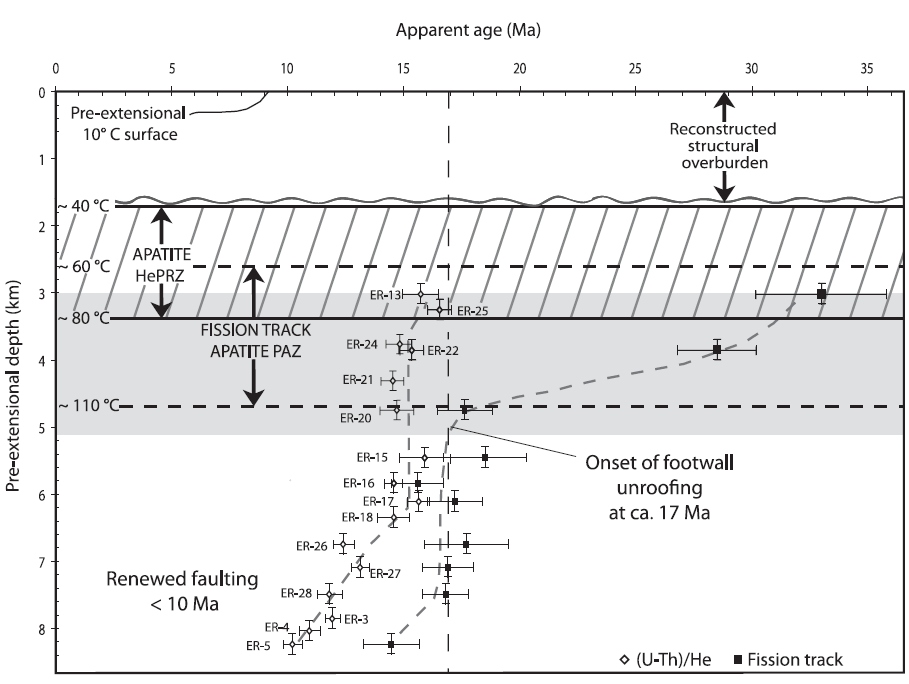 Apparent age (Ma)
0 5 10 15 20 25 30 35
Pre-extensional depth (km)
0
1
2
3
4
5
6
7
8
Pre-extensional
10° C surface
Reconstructed
structural
overburden
~ 40 °C
APATITE
HePRZ
~ 60 °C
~ 80 °C
FISSION TRACK
APATITE PAZ
~ 110 °C
ER-13
ER-25
ER-24
ER-22
ER-21
ER-20
ER-15
ER-16
ER-17
ER-18
ER-26
ER-27
ER-28
ER-3
ER-4
ER-5
Onset of footwall
unroofing
at ca. 17 Ma
Renewed faulting
< 10 Ma
(U-Th)/He Fission track